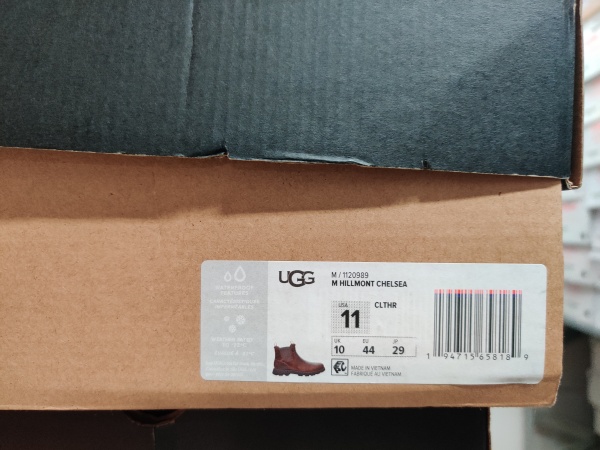 UGG
M / 1120989
M HILLMONT CHELSEA
USA
CLTHR
11
UK EU JP
10 44 29
MADE IN VIETNAM
FABRIQUÉ AU VIETNAM
1 94715 65818 9
WATERPROOF